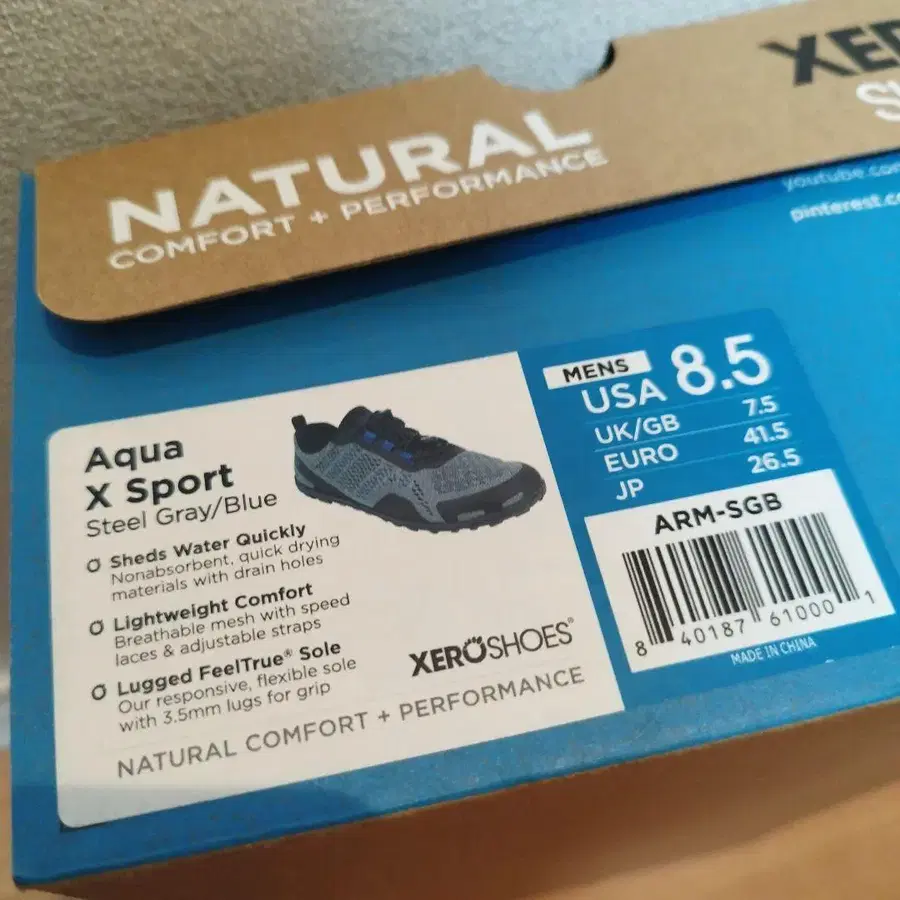 NATURAL
COMFORT + PERFORMANCE
youtube.co
pinterest.c
Aqua
X Sport
Steel Gray/Blue
Sheds Water Quickly
Nonabsorbent, quick drying
materials with drain holes
Lightweight Comfort
Breathable mesh with speed
laces & adjustable straps
Lugged FeelTrue® Sole
Our responsive, flexible sole
with 3.5mm lugs for grip
XEROSHOES®
NATURAL COMFORT + PERFORMANCE
MENS
USA 8.5
UK/GB 7.5
EURO 41.5
JP 26.5
ARM-SGB
8 40187 61000 1
MADE IN CHINA